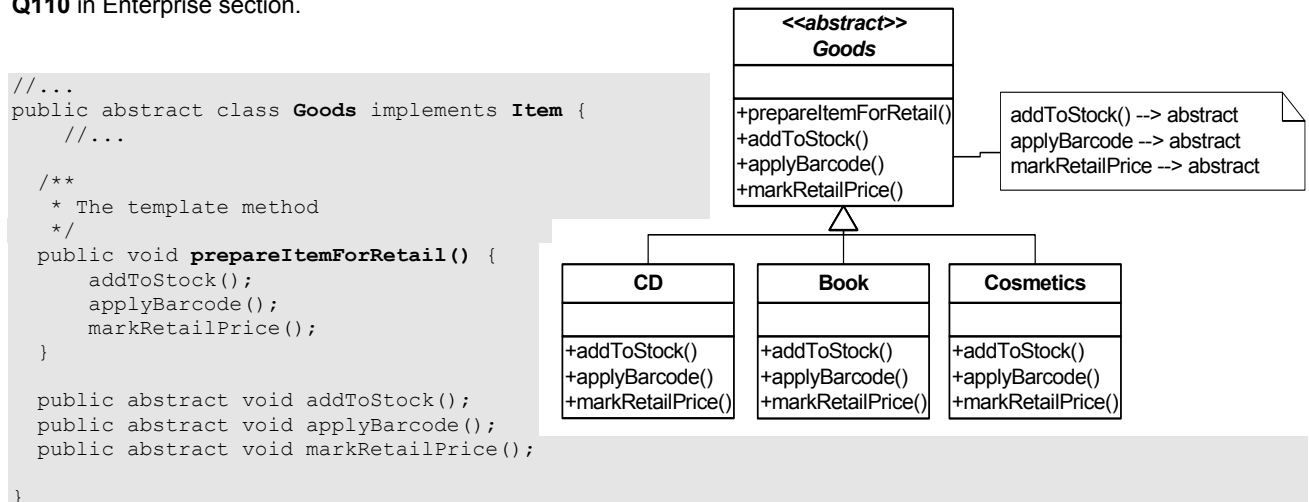 Q110 in Enterprise section.
//...
public abstract class Goods implements Item {
//...
/**
* The template method
*/
public void prepareItemForRetail() {
addToStock();
applyBarcode();
markRetailPrice();
}
public abstract void addToStock();
public abstract void applyBarcode();
public abstract void markRetailPrice();
}
<<abstract>>
Goods
+prepareItemForRetail()
+addToStock()
+applyBarcode()
+markRetailPrice()
addToStock() --> abstract
applyBarcode --> abstract
markRetailPrice --> abstract
CD
+addToStock()
+applyBarcode()
+markRetailPrice()
Book
+addToStock()
+applyBarcode()
+markRetailPrice()
Cosmetics
+addToStock()
+applyBarcode()
+markRetailPrice()